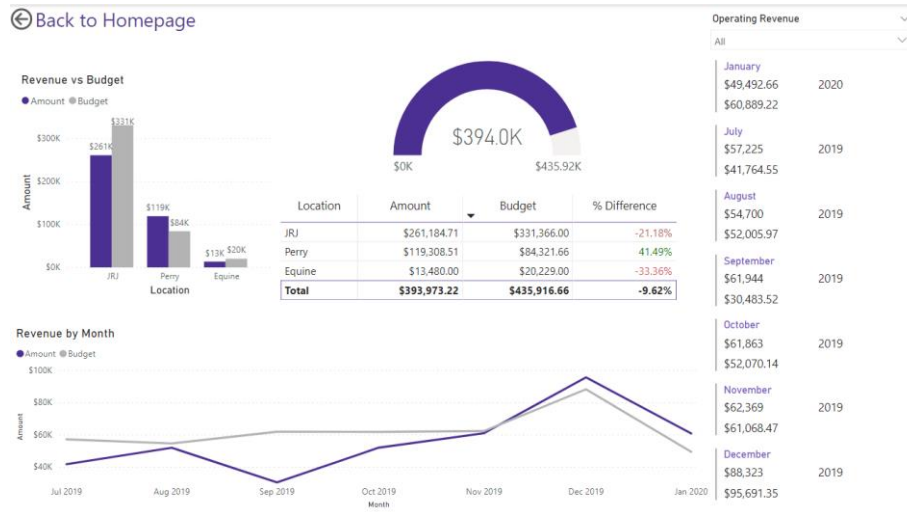 Back to Homepage
Operating Revenue
All
Revenue vs Budget
Amount Budget
$300K
$200K
$100K
$0K
Amount
$261K
$331K
$119K
$84K
$13K
$20K
JRJ
Perry
Equine
Location
$394.0K
$0K
$435.92K
Location Amount Budget % Difference
JRJ $261,184.71 $331,366.00 -21.18%
Perry $119,308.51 $84,321.66 41.49%
Equine $13,480.00 $20,229.00 -33.36%
Total $393,973.22 $435,916.66 -9.62%
Revenue by Month
Amount Budget
$100K
$80K
$60K
$40K
Amount
Jul 2019
Aug 2019
Sep 2019
Oct 2019
Nov 2019
Dec 2019
Jan 2020
Month
January
$49,492.66 2020
$60,889.22
July
$57,225 2019
$41,764.55
August
$54,700 2019
$52,005.97
September
$61,944 2019
$30,483.52
October
$61,863 2019
$52,070.14
November
$62,369 2019
$61,068.47
December
$88,323 2019
$95,691.35